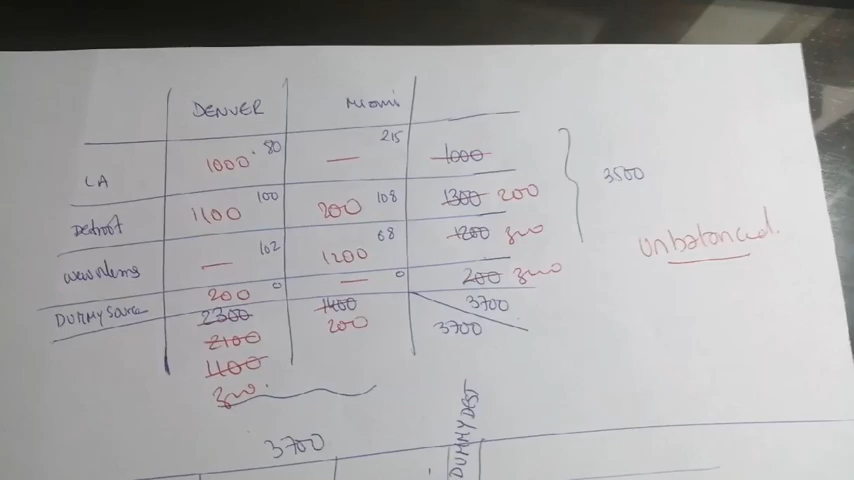 DENVER Miami
80 215
LA 1000 — 1000
3500
100 108
Detroit 1100 200 1300 200
102 68
New Orleans — 1200 1200 zero
unbalanced.
0 0
DUMMY Source 200 — 200 zero
2300 1400 3700
2100 200 3700
1100
zero.
3700
DUMMY DEST